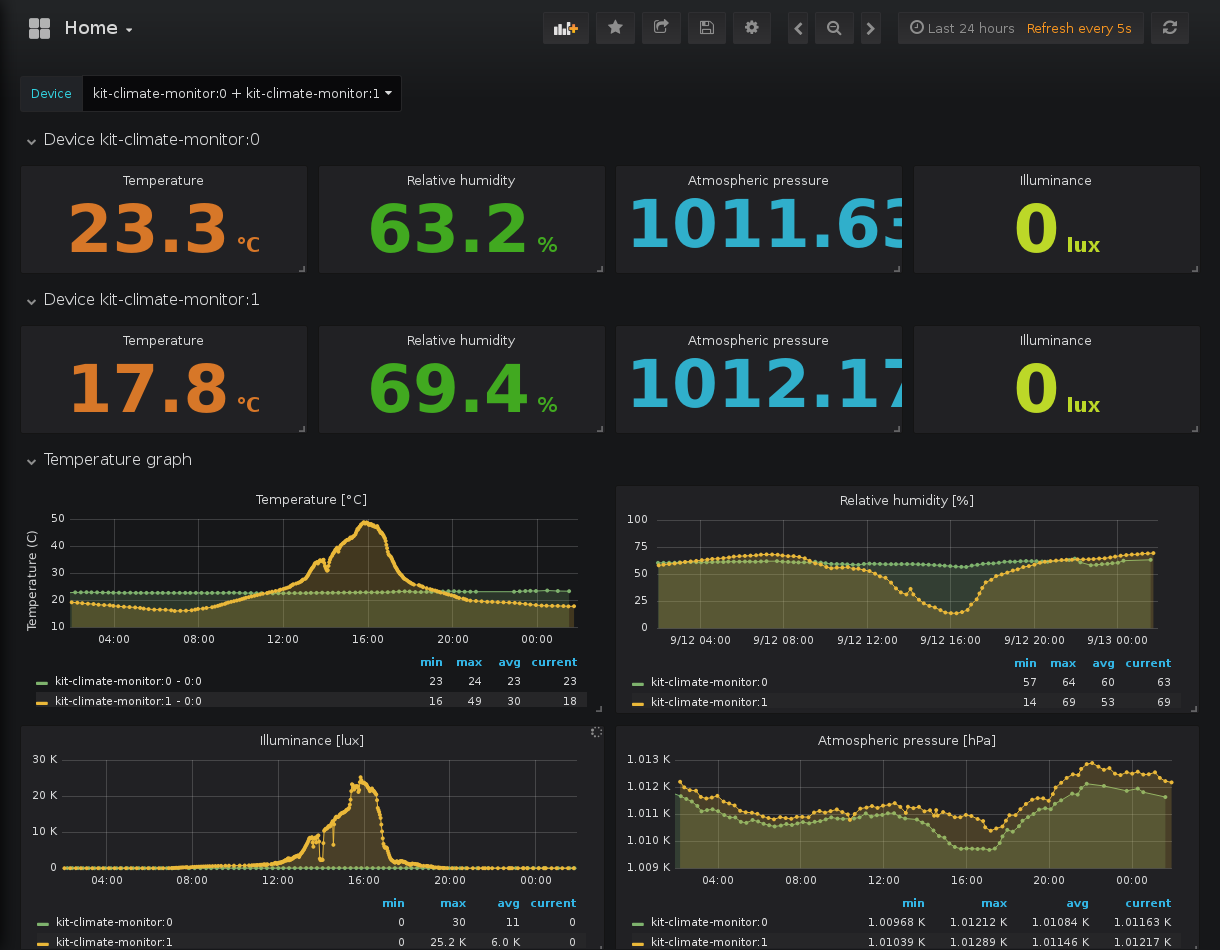 Home
Last 24 hours Refresh every 5s
Device kit-climate-monitor:0 + kit-climate-monitor:1
Device kit-climate-monitor:0
Temperature Relative humidity Atmospheric pressure Illuminance
23.3 °C 63.2 % 1011.63 0 lux
Device kit-climate-monitor:1
Temperature Relative humidity Atmospheric pressure Illuminance
17.8 °C 69.4 % 1012.17 0 lux
Temperature graph
Temperature [°C]
Temperature (C)
50
40
30
20
10
04:00 08:00 12:00 16:00 20:00 00:00
min max avg current
kit-climate-monitor:0 - 0:0 23 24 23 23
kit-climate-monitor:1 - 0:0 16 49 30 18
Relative humidity [%]
100
75
50
25
0
9/12 04:00 9/12 08:00 9/12 12:00 9/12 16:00 9/12 20:00 9/13 00:00
min max avg current
kit-climate-monitor:0 57 64 60 63
kit-climate-monitor:1 14 69 53 69
Illuminance [lux]
30 K
20 K
10 K
0
04:00 08:00 12:00 16:00 20:00 00:00
min max avg current
kit-climate-monitor:0 0 30 11 0
kit-climate-monitor:1 0 25.2 K 6.0 K 0
Atmospheric pressure [hPa]
1.013 K
1.012 K
1.011 K
1.010 K
1.009 K
04:00 08:00 12:00 16:00 20:00 00:00
min max avg current
kit-climate-monitor:0 1.00968 K 1.01212 K 1.01084 K 1.01163 K
kit-climate-monitor:1 1.01039 K 1.01289 K 1.01146 K 1.01217 K